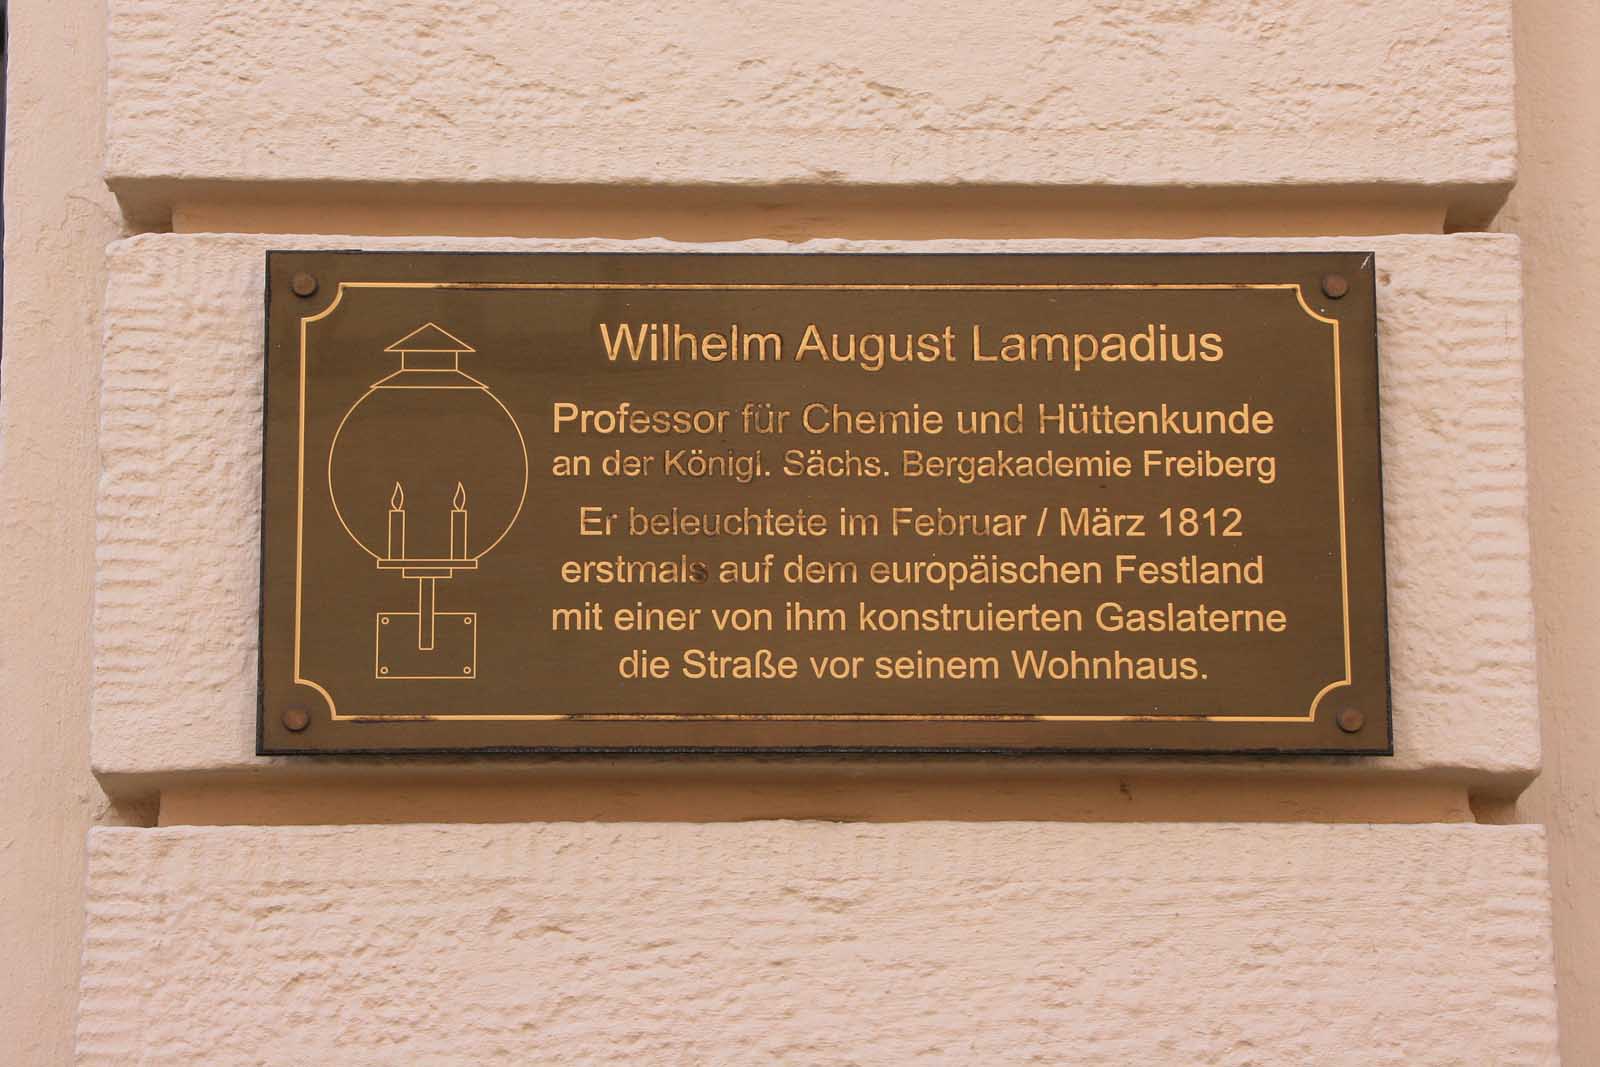 Wilhelm August Lampadius
Professor für Chemie und Hüttenkunde
an der Königl. Sächs. Bergakademie Freiberg
Er beleuchtete im Februar / März 1812
erstmals auf dem europäischen Festland
mit einer von ihm konstruierten Gaslaterne
die Straße vor seinem Wohnhaus.